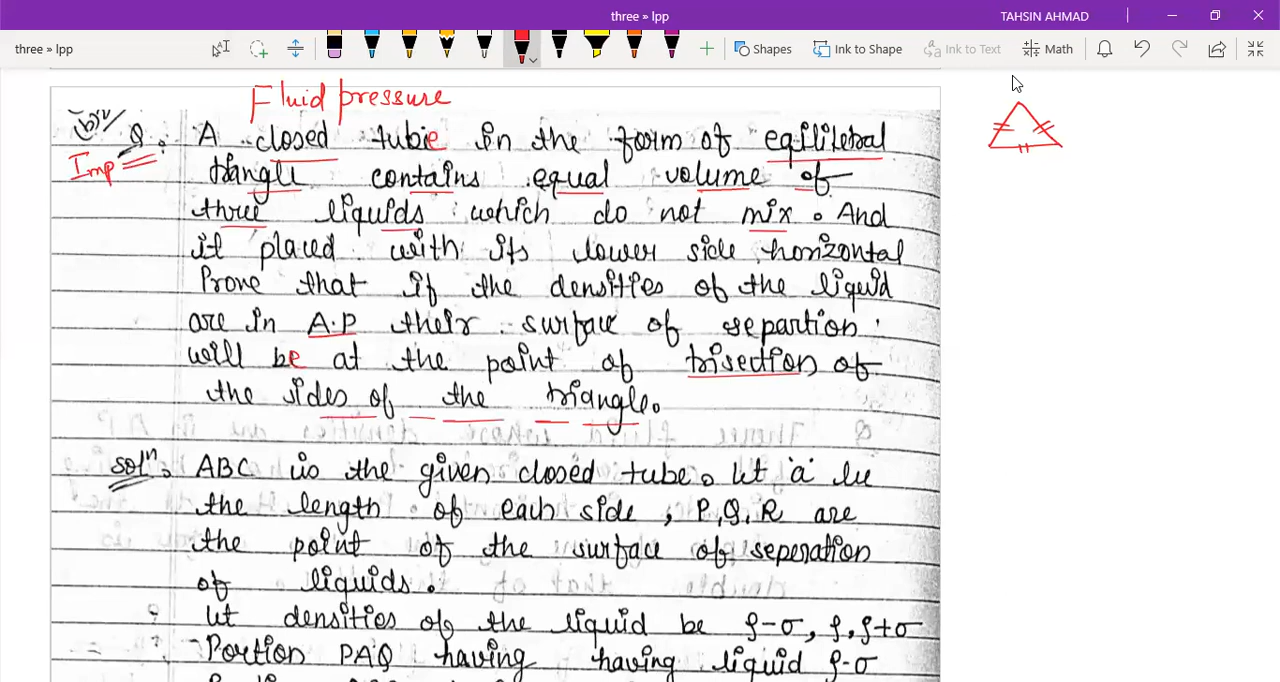 three » lpp
TAHSIN AHMAD
three » lpp
Shapes
Ink to Shape
Ink to Text
Math
Fluid pressure
Imp Q. A closed tube in the form of eqilileral
triangle contains equal volume of
three liquids which do not mix. And
it placed with its lower side horizontal
Prove that if the densities of the liquid
are in A.P their surface of separtion
will be at the point of trisection of
the sides of the triangle.
Solⁿ. ABC is the given closed tube. let 'a' be
the length of each side, P,Q,R are
the point of the surface of seperation
of liquids.
let densities of the liquid be ρ-σ, ρ, ρ+σ
Portion PAQ having having liquid ρ-σ